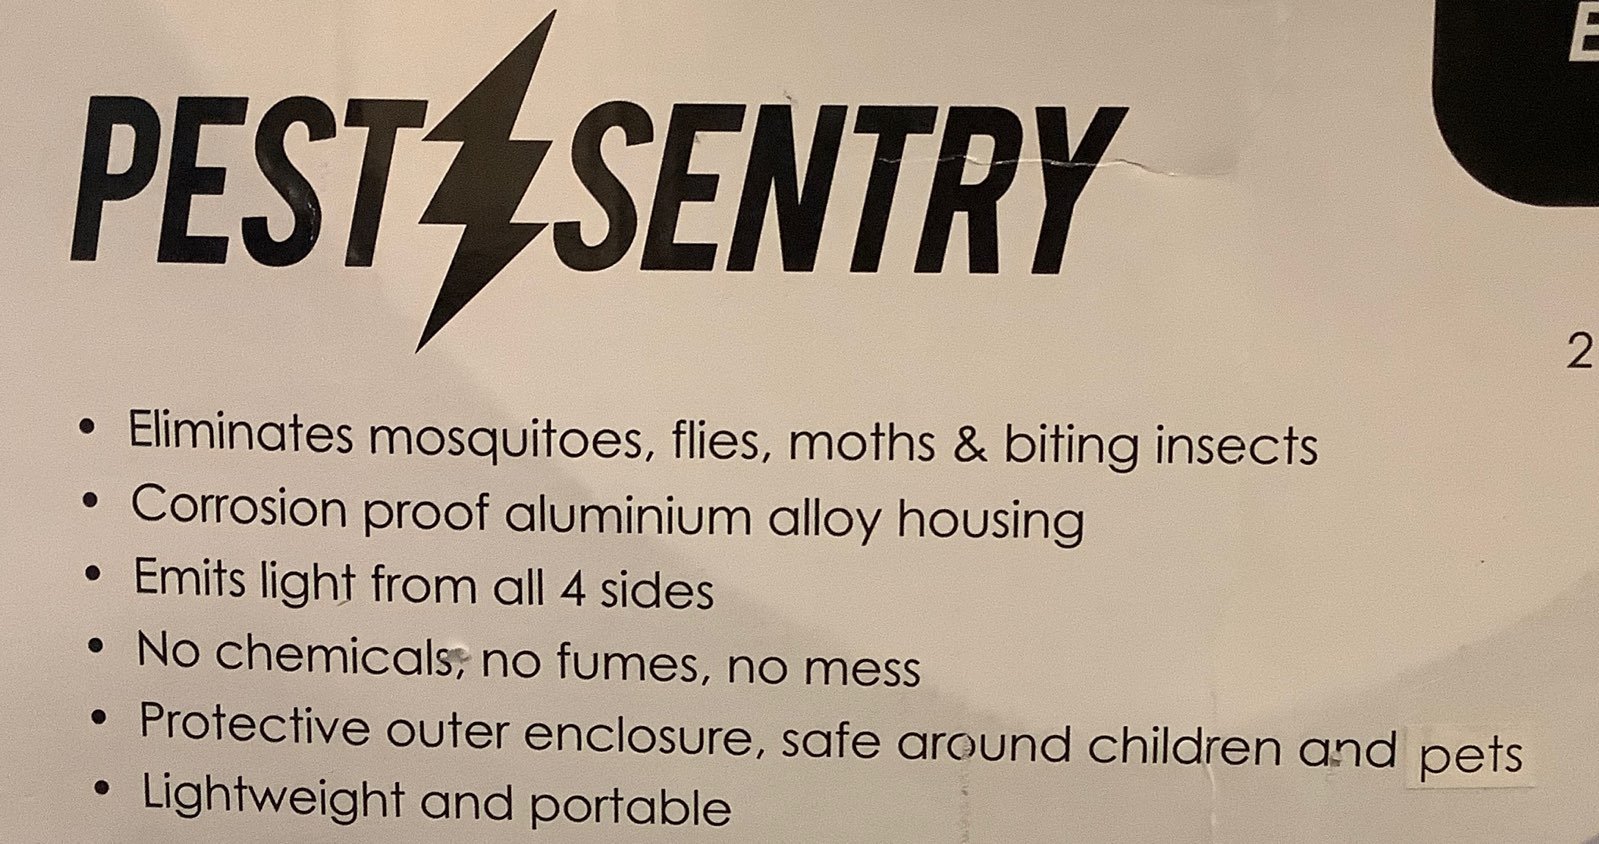 E
PEST SENTRY
2
• Eliminates mosquitoes, flies, moths & biting insects
• Corrosion proof aluminium alloy housing
• Emits light from all 4 sides
• No chemicals, no fumes, no mess
• Protective outer enclosure, safe around children and pets
• Lightweight and portable